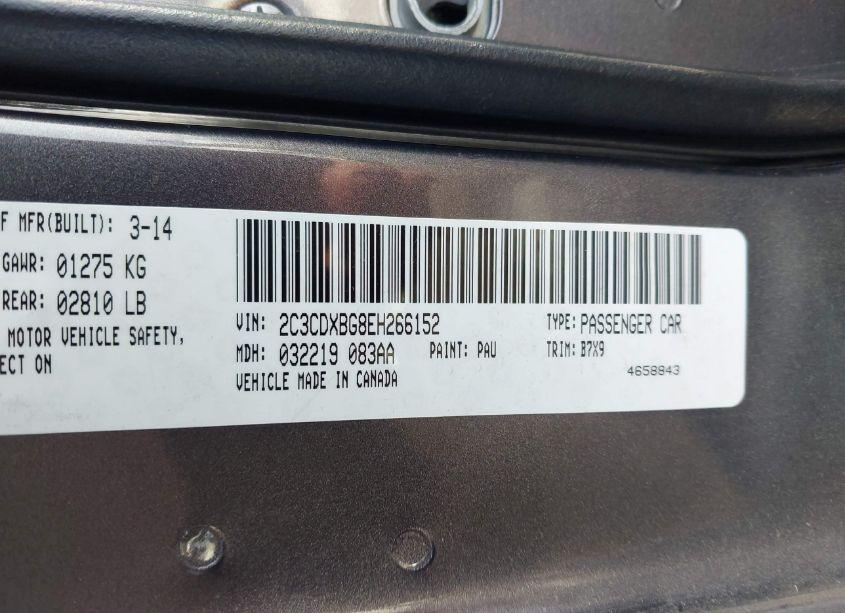 F MFR(BUILT): 3-14
GAWR: 01275 KG
REAR: 02810 LB
MOTOR VEHICLE SAFETY,
ECT ON
VIN: 2C3CDXBG8EH266152 TYPE: PASSENGER CAR
MDH: 032219 083AA PAINT: PAU TRIM: B7X9
VEHICLE MADE IN CANADA 4658843